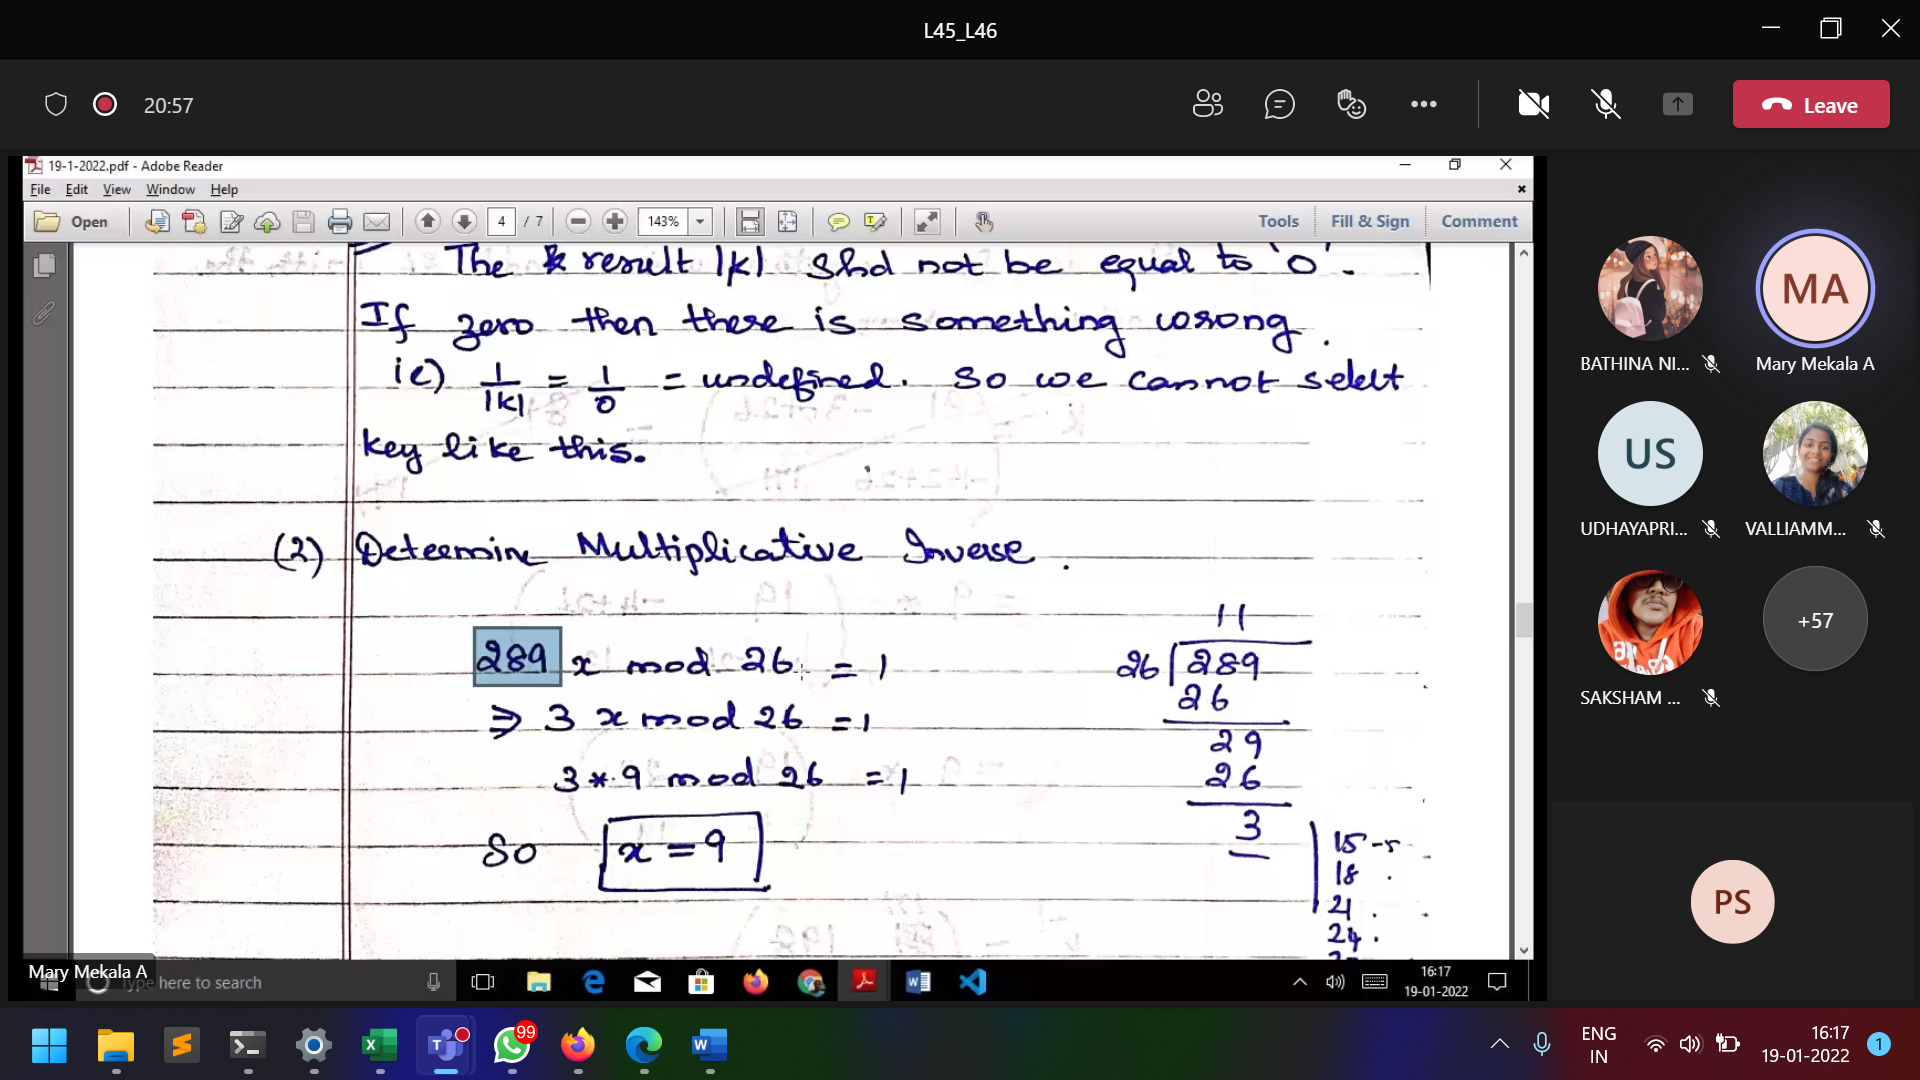 L45_L46
20:57
Leave
19-1-2022.pdf - Adobe Reader
File Edit View Window Help
Open 4 / 7 143% Tools Fill & Sign Comment
The k result |k| shd not be equal to '0'.
If zero then there is something wrong.
ie) 1/|k| = 1/0 = undefined. So we cannot select
key like this.
(2) Determine Multiplicative Inverse.
289 x mod 26 = 1
⇒ 3 x mod 26 = 1
3 * 9 mod 26 = 1
So x = 9
11
26 289
26
29
26
3
15
18
21
24
BATHINA NI...
MA
Mary Mekala A
US
UDHAYAPRI...
VALLIAMM...
SAKSHAM ...
+57
PS
Mary Mekala A
Type here to search
16:17
19-01-2022
99
ENG
IN
16:17
19-01-2022
1